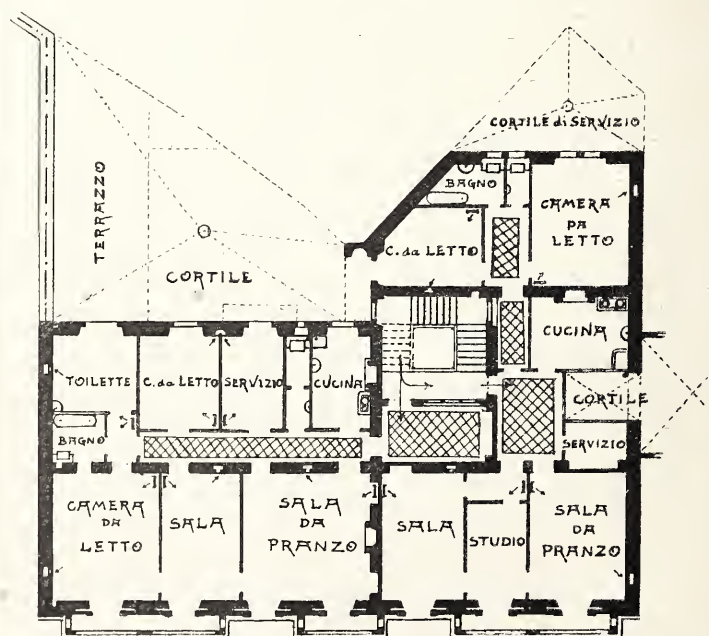 CORTILE di SERVIZIO
TERRAZZO
CORTILE
BAGNO
CAMERA
DA
LETTO
C. da LETTO
CUCINA
TOILETTE
C. da LETTO
SERVIZIO
CUCINA
CORTILE
BAGNO
SERVIZIO
CAMERA
DA
LETTO
SALA
SALA
DA
PRANZO
SALA
STUDIO
SALA
DA
PRANZO